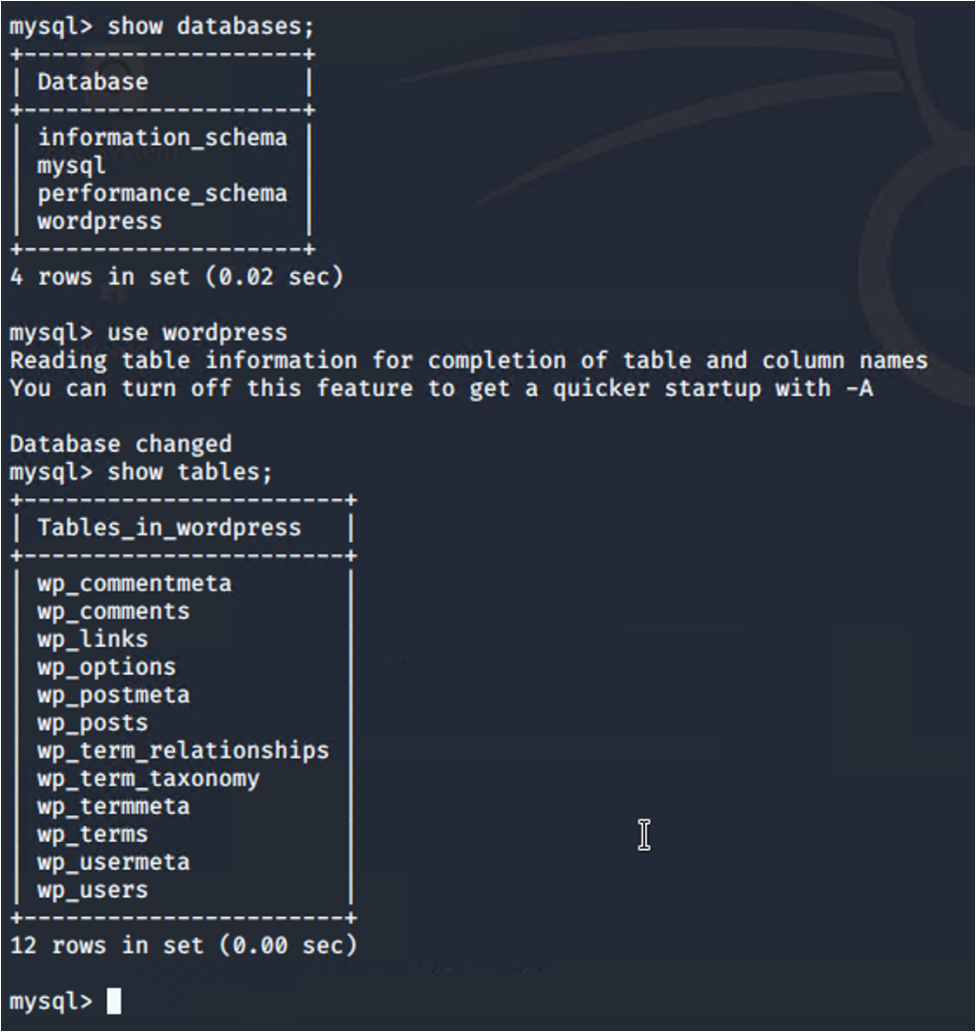 mysql> show databases;
+--------------------+
| Database           |
+--------------------+
| information_schema |
| mysql              |
| performance_schema |
| wordpress          |
+--------------------+
4 rows in set (0.02 sec)
mysql> use wordpress
Reading table information for completion of table and column names
You can turn off this feature to get a quicker startup with -A
Database changed
mysql> show tables;
+-----------------------+
| Tables_in_wordpress   |
+-----------------------+
| wp_commentmeta        |
| wp_comments           |
| wp_links              |
| wp_options            |
| wp_postmeta           |
| wp_posts              |
| wp_term_relationships |
| wp_term_taxonomy      |
| wp_termmeta           |
| wp_terms              |
| wp_usermeta           |
| wp_users              |
+-----------------------+
12 rows in set (0.00 sec)
mysql>